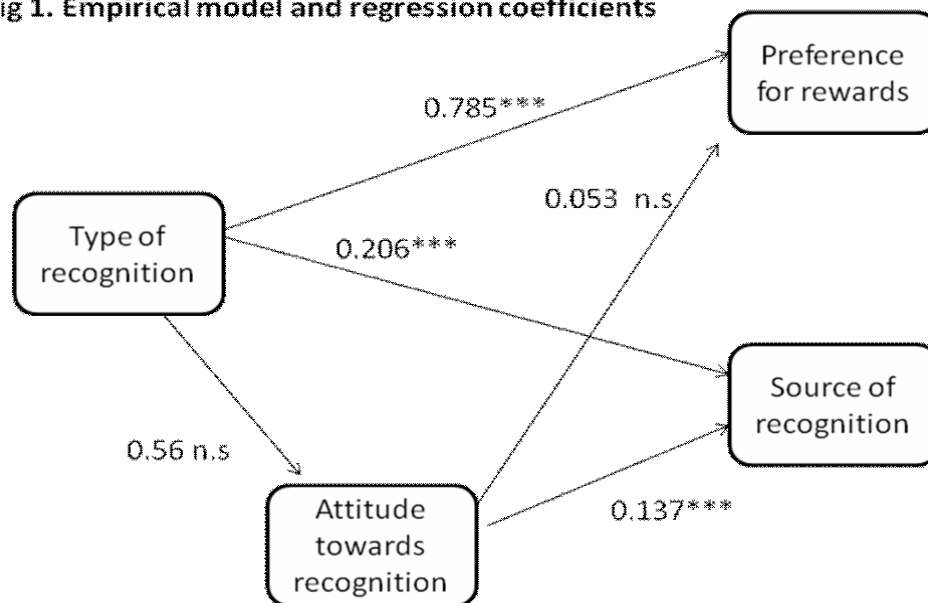 ig 1. Empirical model and regression coefficients
Preference
for rewards
0.785***
0.053 n.s
Type of
recognition
0.206***
Source of
recognition
0.56 n.s
Attitude
towards
recognition
0.137***